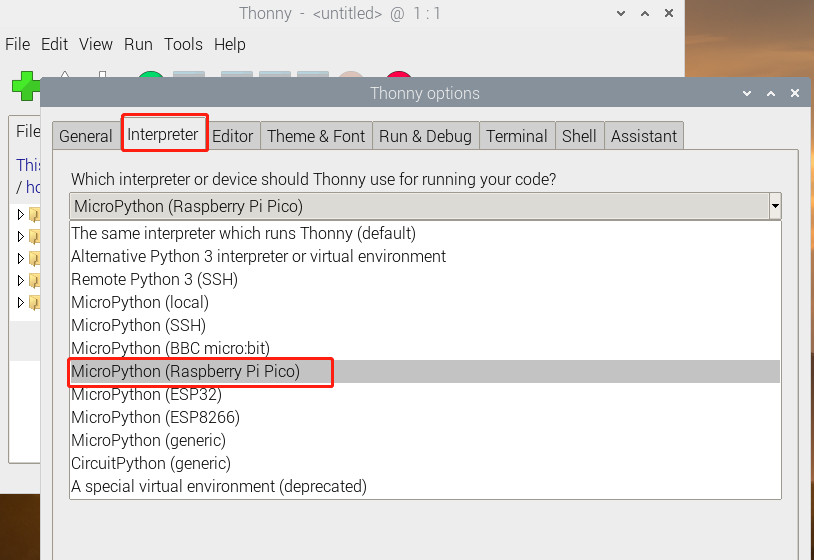 Thonny - <untitled> @ 1 : 1
File Edit View Run Tools Help
Thonny options
General Interpreter Editor Theme & Font Run & Debug Terminal Shell Assistant
File
This
/ ho
Which interpreter or device should Thonny use for running your code?
MicroPython (Raspberry Pi Pico)
The same interpreter which runs Thonny (default)
Alternative Python 3 interpreter or virtual environment
Remote Python 3 (SSH)
MicroPython (local)
MicroPython (SSH)
MicroPython (BBC micro:bit)
MicroPython (Raspberry Pi Pico)
MicroPython (ESP32)
MicroPython (ESP8266)
MicroPython (generic)
CircuitPython (generic)
A special virtual environment (deprecated)